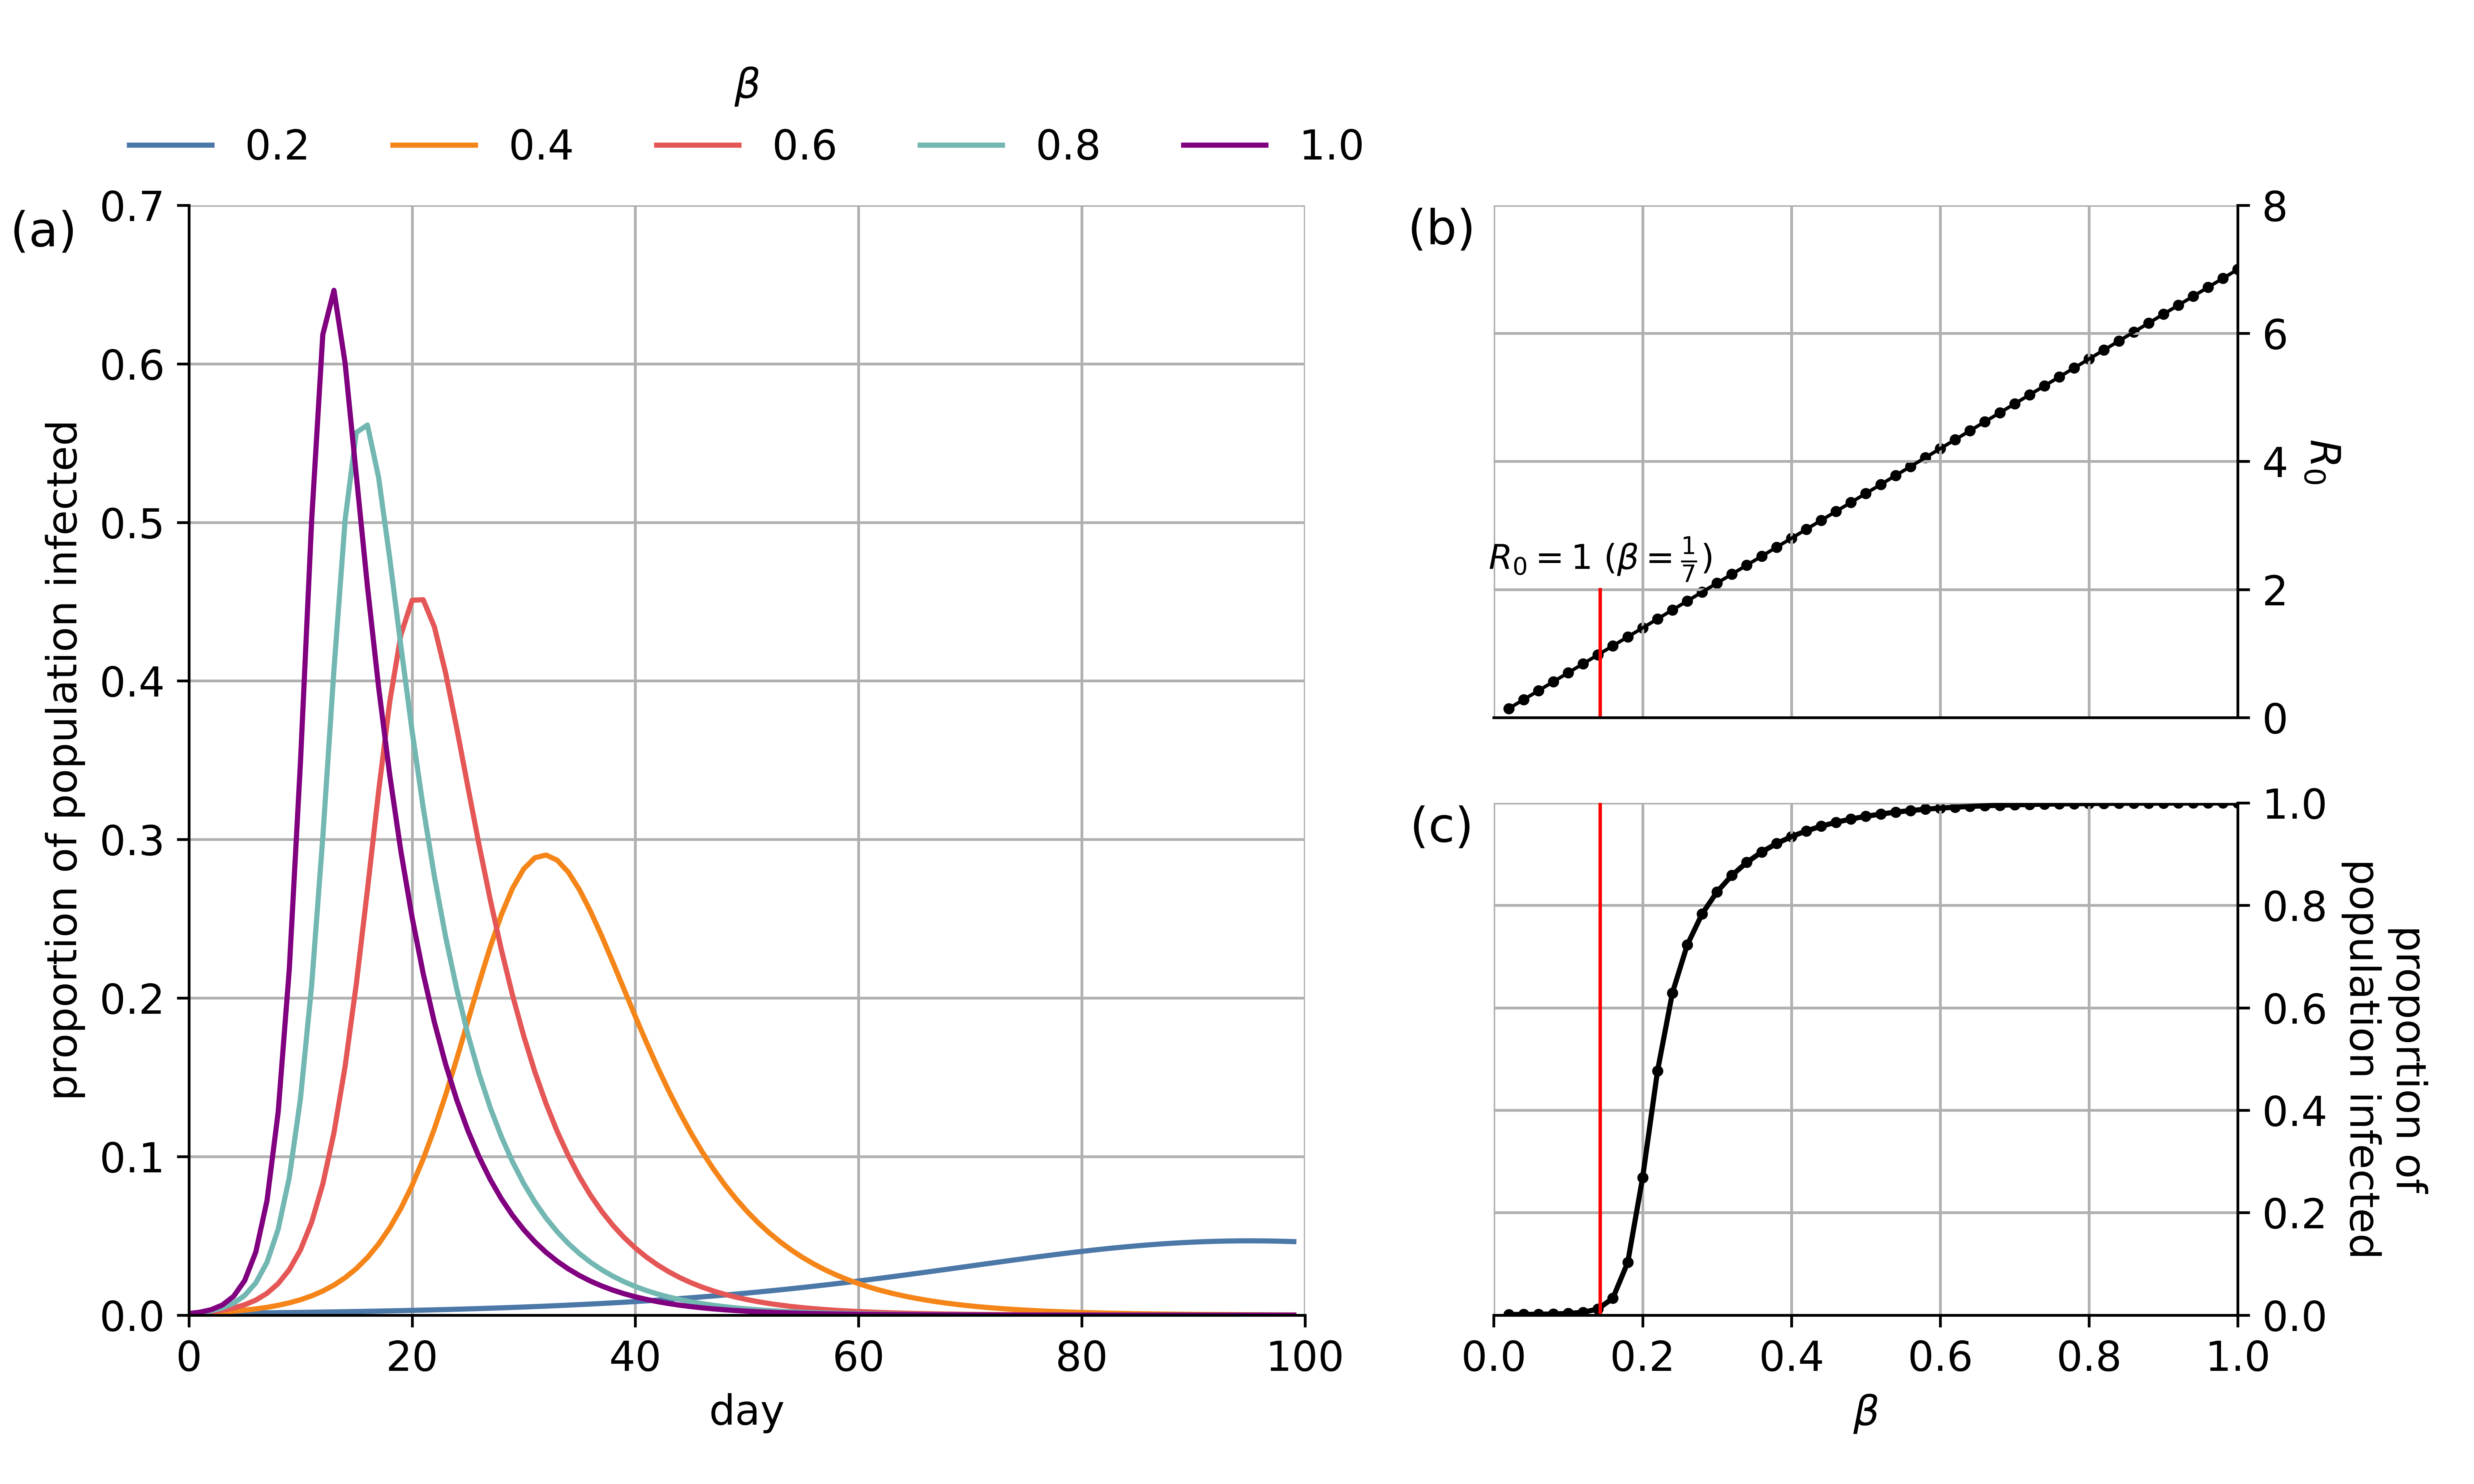 β
0.2 0.4 0.6 0.8 1.0
(a)
0.7
0.6
0.5
0.4
0.3
0.2
0.1
0.0
proportion of population infected
0 20 40 60 80 100
day
(b)
8
6
4
2
0
R₀
R₀ = 1 (β = 1/7)
(c)
1.0
0.8
0.6
0.4
0.2
0.0
proportion of
population infected
0.0 0.2 0.4 0.6 0.8 1.0
β